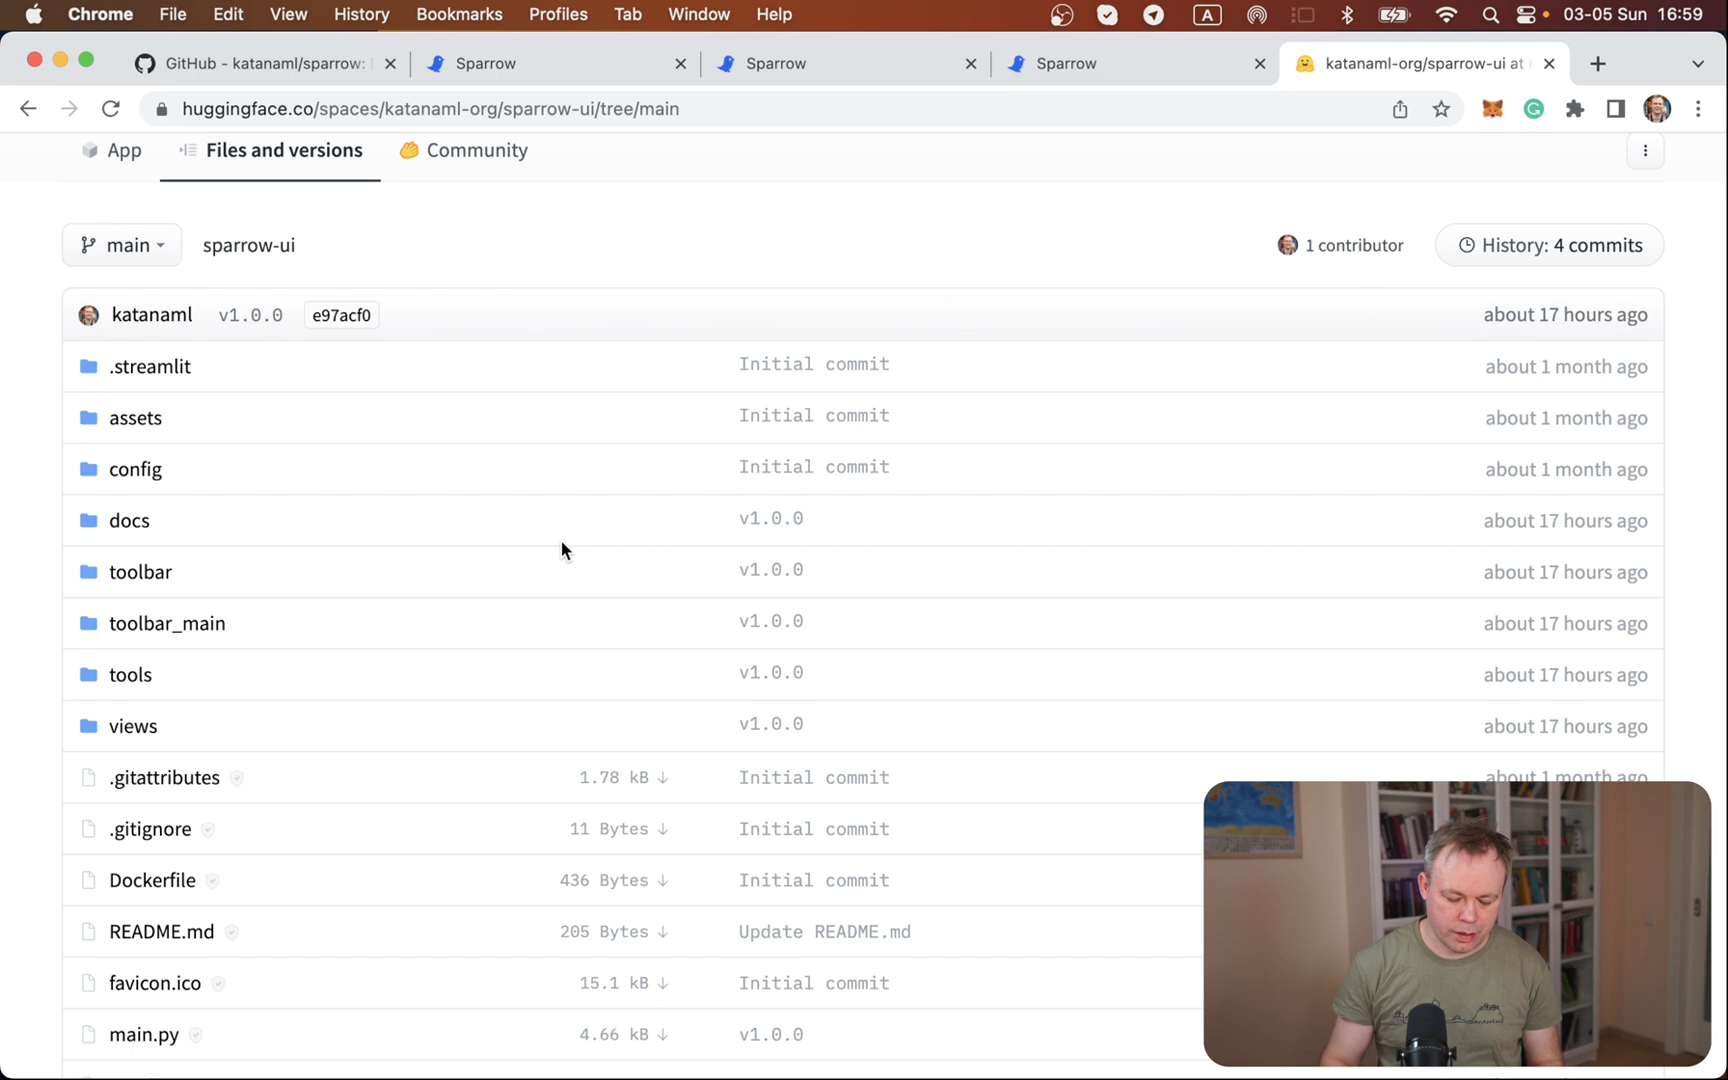 Chrome File Edit View History Bookmarks Profiles Tab Window Help A 03-05 Sun 16:59
GitHub - katanaml/sparrow: Sparrow Sparrow Sparrow katanaml-org/sparrow-ui at
huggingface.co/spaces/katanaml-org/sparrow-ui/tree/main
App Files and versions Community
main sparrow-ui 1 contributor History: 4 commits
katanaml v1.0.0 e97acf0 about 17 hours ago
.streamlit Initial commit about 1 month ago
assets Initial commit about 1 month ago
config Initial commit about 1 month ago
docs v1.0.0 about 17 hours ago
toolbar v1.0.0 about 17 hours ago
toolbar_main v1.0.0 about 17 hours ago
tools v1.0.0 about 17 hours ago
views v1.0.0 about 17 hours ago
.gitattributes 1.78 kB ↓ Initial commit about 1 month ago
.gitignore 11 Bytes ↓ Initial commit
Dockerfile 436 Bytes ↓ Initial commit
README.md 205 Bytes ↓ Update README.md
favicon.ico 15.1 kB ↓ Initial commit
main.py 4.66 kB ↓ v1.0.0